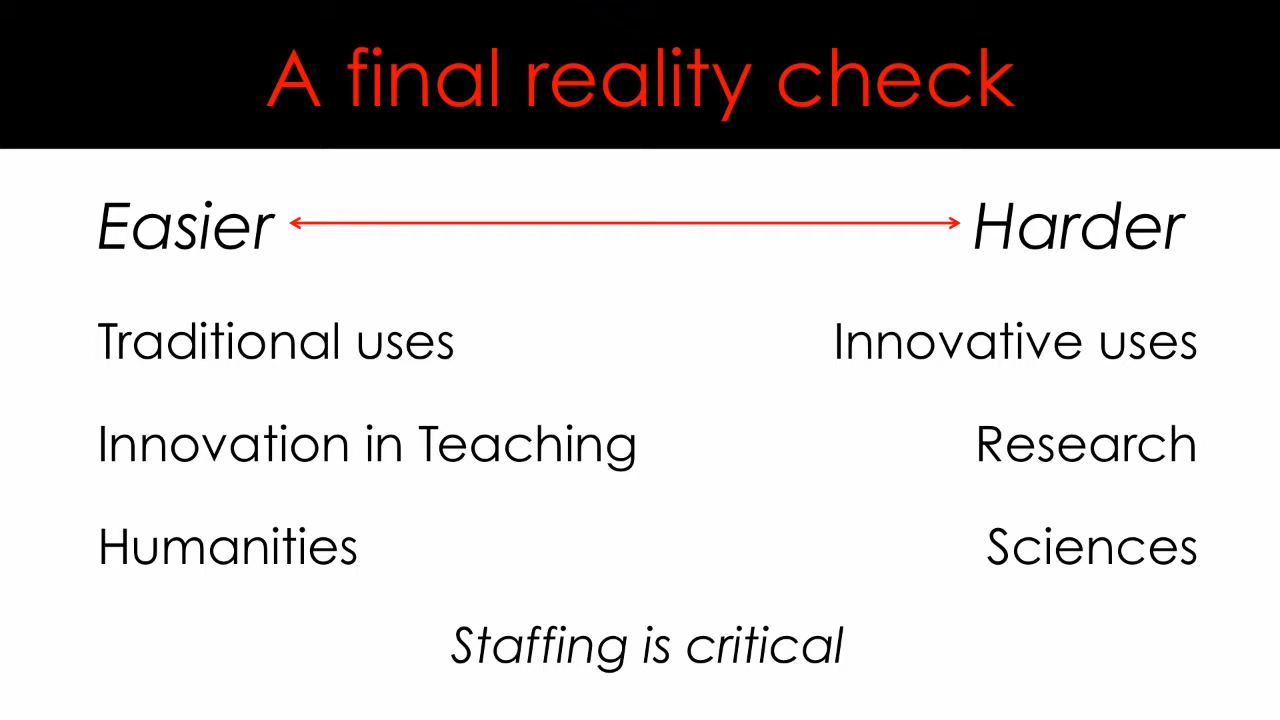 A final reality check
Easier Harder
Traditional uses Innovative uses
Innovation in Teaching Research
Humanities Sciences
Staffing is critical